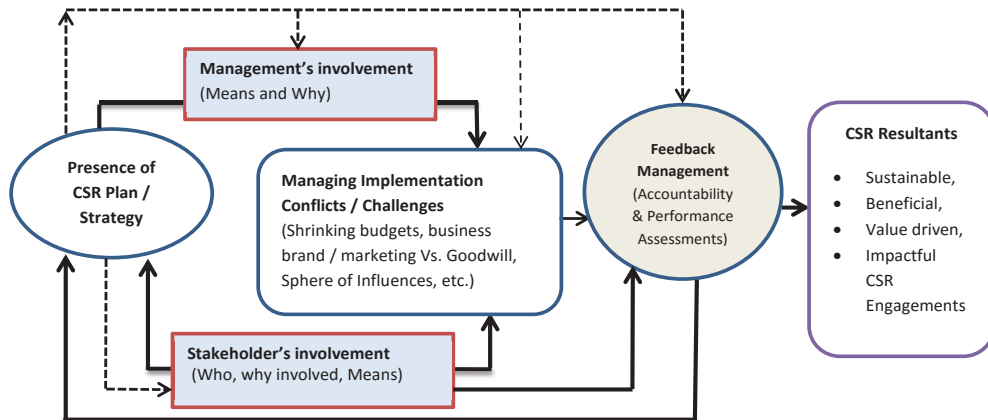 Management's involvement
(Means and Why)
Presence of
CSR Plan /
Strategy
Managing Implementation
Conflicts / Challenges
(Shrinking budgets, business
brand / marketing Vs. Goodwill,
Sphere of Influences, etc.)
Stakeholder's involvement
(Who, why involved, Means)
Feedback
Management
(Accountability
& Performance
Assessments)
CSR Resultants
• Sustainable,
• Beneficial,
• Value driven,
• Impactful
CSR
Engagements